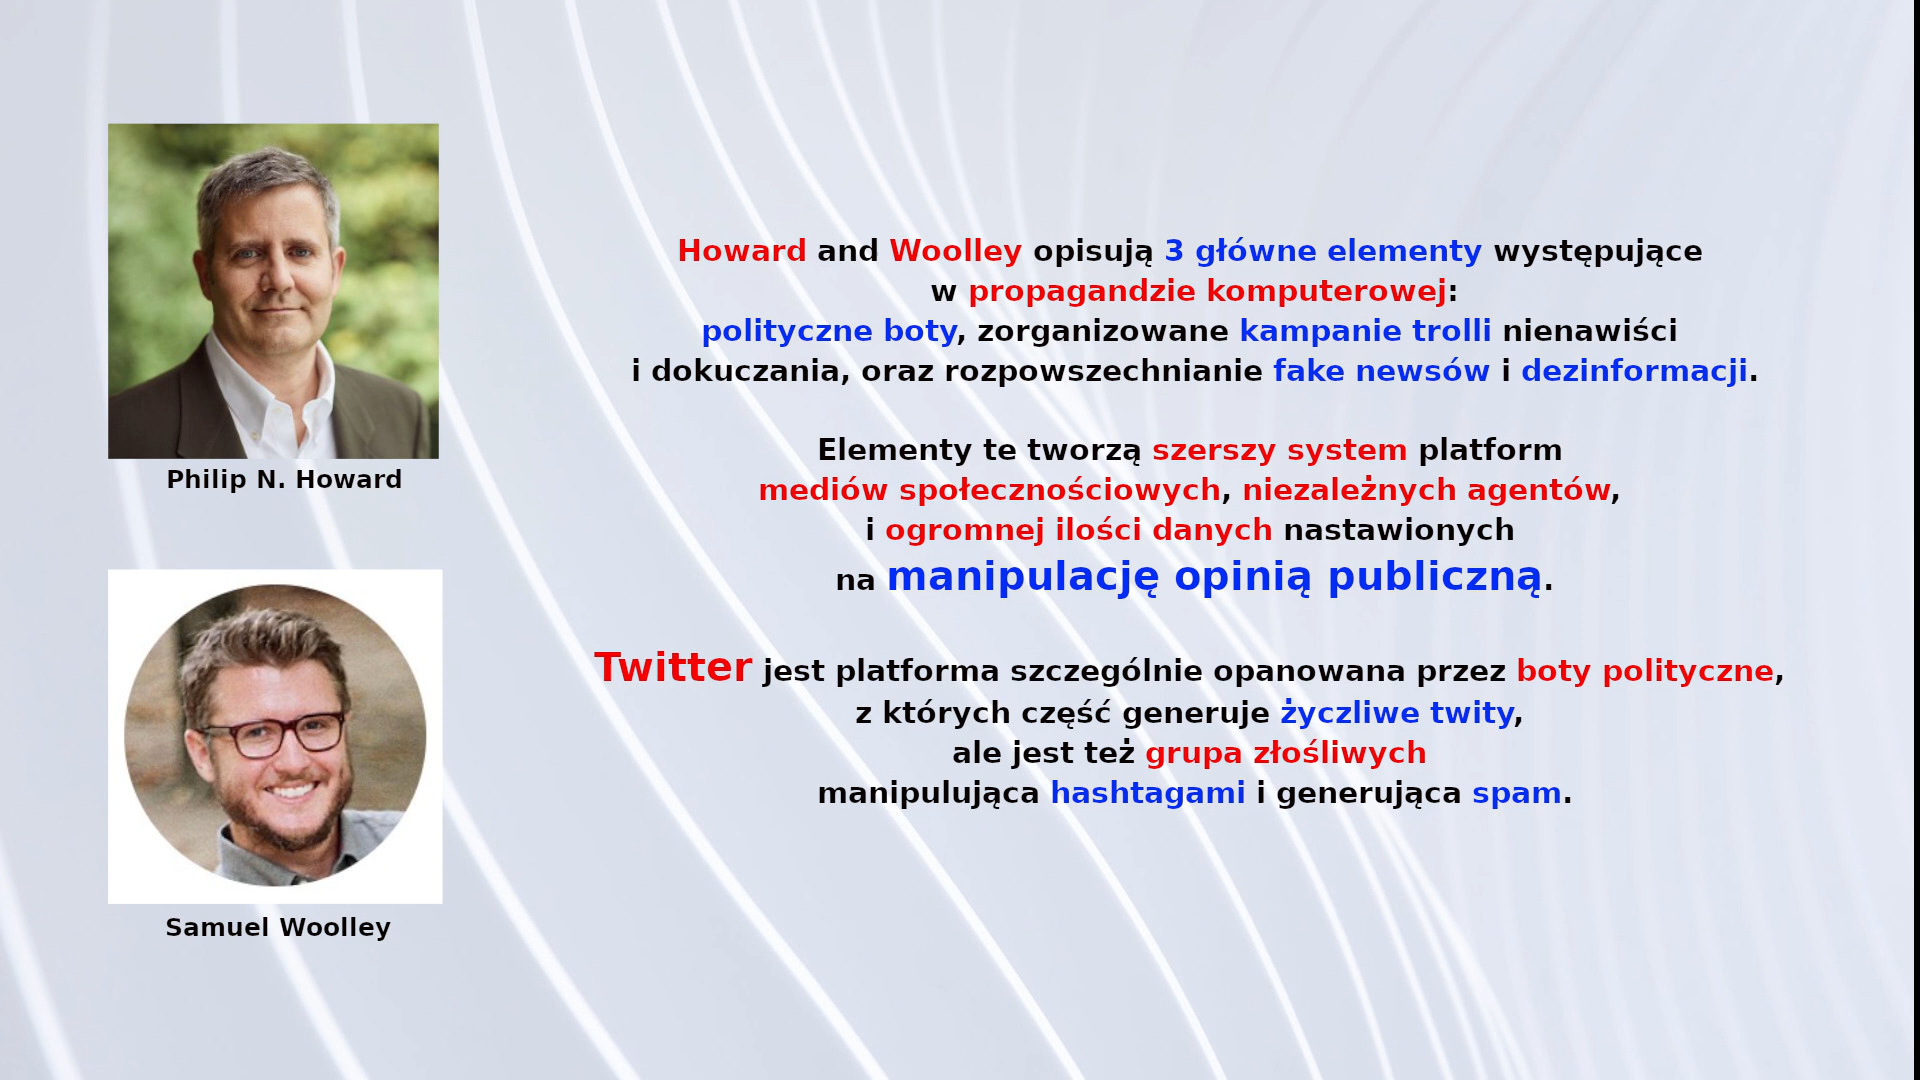 Philip N. Howard
Samuel Woolley
Howard and Woolley opisują 3 główne elementy występujące
w propagandzie komputerowej:
polityczne boty, zorganizowane kampanie trolli nienawiści
i dokuczania, oraz rozpowszechnianie fake newsów i dezinformacji.
Elementy te tworzą szerszy system platform
mediów społecznościowych, niezależnych agentów,
i ogromnej ilości danych nastawionych
na manipulację opinią publiczną.
Twitter jest platforma szczególnie opanowana przez boty polityczne,
z których część generuje życzliwe twity,
ale jest też grupa złośliwych
manipulująca hashtagami i generująca spam.